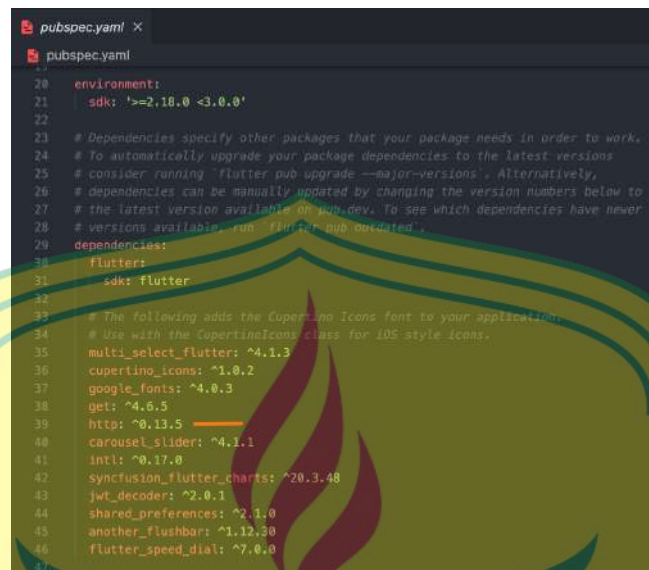 pubspec.yaml
pubspec.yaml
20 environment:
21 sdk: '>=2.18.0 <3.0.0'
22
23 # Dependencies specify other packages that your package needs in order to work.
24 # To automatically upgrade your package dependencies to the latest versions
25 # consider running `flutter pub upgrade --major-versions`. Alternatively,
26 # dependencies can be manually updated by changing the version numbers below to
27 # the latest version available on pub.dev. To see which dependencies have newer
28 # versions available, run `flutter pub outdated`.
29 dependencies:
30 flutter:
31 sdk: flutter
32
33 # The following adds the Cupertino Icons font to your application.
34 # Use with the CupertinoIcons class for iOS style icons.
35 multi_select_flutter: ^4.1.3
36 cupertino_icons: ^1.0.2
37 google_fonts: ^4.0.3
38 get: ^4.6.5
39 http: ^0.13.5
40 carousel_slider: ^4.1.1
41 intl: ^0.17.0
42 syncfusion_flutter_charts: ^20.3.48
43 jwt_decoder: ^2.0.1
44 shared_preferences: ^2.1.0
45 another_flushbar: ^1.12.30
46 flutter_speed_dial: ^7.0.0
47